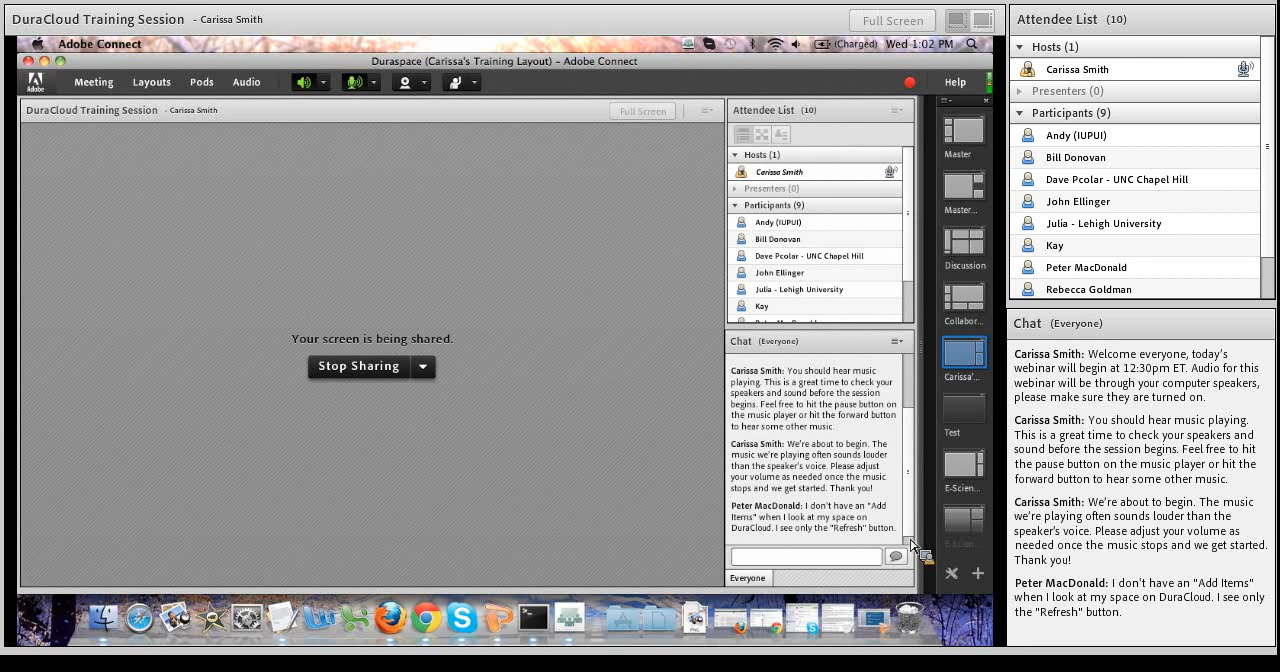 DuraCloud Training Session - Carissa Smith
Full Screen
Adobe Connect
(Charged) Wed 1:02 PM
Duraspace (Carissa's Training Layout) – Adobe Connect
Adobe
Meeting Layouts Pods Audio
Help
DuraCloud Training Session - Carissa Smith
Full Screen
Your screen is being shared.
Stop Sharing
Attendee List (10)
Hosts (1)
Carissa Smith
Presenters (0)
Participants (9)
Andy (IUPUI)
Bill Donovan
Dave Pcolar - UNC Chapel Hill
John Ellinger
Julia - Lehigh University
Kay
Chat (Everyone)
Carissa Smith: You should hear music
playing. This is a great time to check your
speakers and sound before the session
begins. Feel free to hit the pause button on
the music player or hit the forward button
to hear some other music.
Carissa Smith: We're about to begin. The
music we're playing often sounds louder
than the speaker's voice. Please adjust
your volume as needed once the music
stops and we get started. Thank you!
Peter MacDonald: I don't have an "Add
Items" when I look at my space on
DuraCloud. I see only the "Refresh" button.
Everyone
Master
Master...
Discussion
Collabor...
Carissa'...
Test
E-Scien...
E-Scien...
PNG
Attendee List (10)
Hosts (1)
Carissa Smith
Presenters (0)
Participants (9)
Andy (IUPUI)
Bill Donovan
Dave Pcolar - UNC Chapel Hill
John Ellinger
Julia - Lehigh University
Kay
Peter MacDonald
Rebecca Goldman
Chat (Everyone)
Carissa Smith: Welcome everyone, today's
webinar will begin at 12:30pm ET. Audio for this
webinar will be through your computer speakers,
please make sure they are turned on.
Carissa Smith: You should hear music playing.
This is a great time to check your speakers and
sound before the session begins. Feel free to hit
the pause button on the music player or hit the
forward button to hear some other music.
Carissa Smith: We're about to begin. The music
we're playing often sounds louder than the
speaker's voice. Please adjust your volume as
needed once the music stops and we get started.
Thank you!
Peter MacDonald: I don't have an "Add Items"
when I look at my space on DuraCloud. I see only
the "Refresh" button.